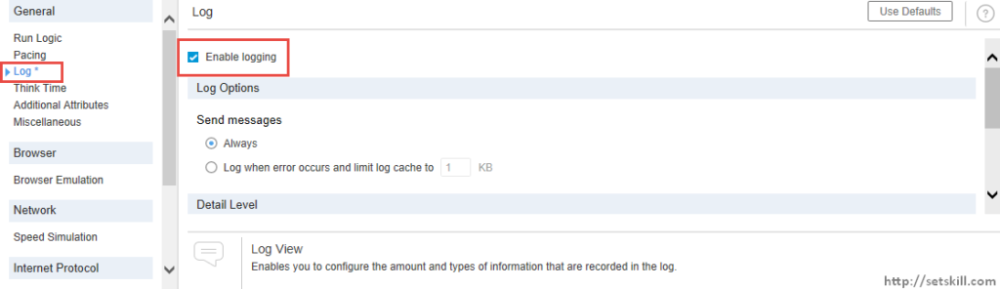 General
Run Logic
Pacing
Log *
Think Time
Additional Attributes
Miscellaneous
Browser
Browser Emulation
Network
Speed Simulation
Internet Protocol
Log
Use Defaults
?
Enable logging
Log Options
Send messages
Always
Log when error occurs and limit log cache to 1 KB
Detail Level
Log View
Enables you to configure the amount and types of information that are recorded in the log.
http://setskill.com